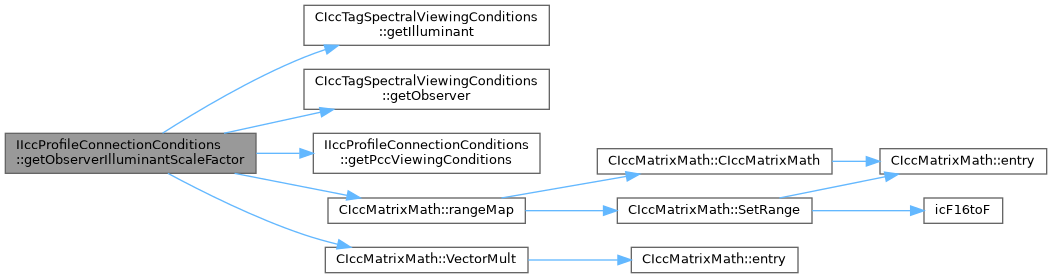 CIccTagSpectralViewingConditions
::getIlluminant
CIccTagSpectralViewingConditions
::getObserver
IIccProfileConnectionConditions
::getObserverIlluminantScaleFactor
IIccProfileConnectionConditions
::getPccViewingConditions
CIccMatrixMath::CIccMatrixMath
CIccMatrixMath::entry
CIccMatrixMath::rangeMap
CIccMatrixMath::SetRange
icF16toF
CIccMatrixMath::VectorMult
CIccMatrixMath::entry